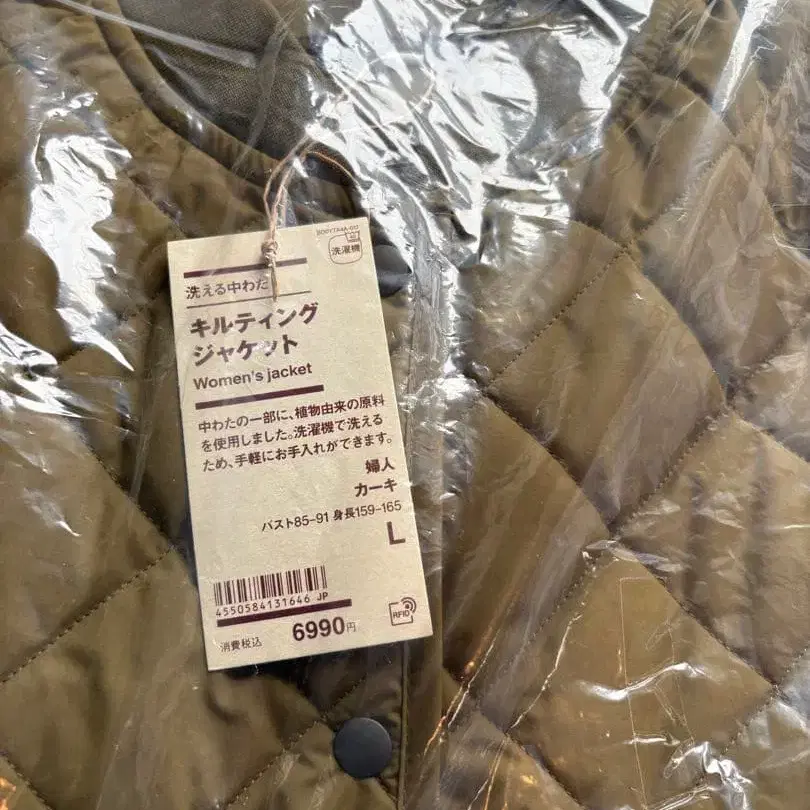 洗濯機
洗える中わた
キルティング
ジャケット
Women's jacket
中わたの一部に、植物由来の原料
を使用しました。洗濯機で洗える
ため、手軽にお手入れができます。
婦人
カーキ
バスト85-91 身長159-165
L
4550584131646 JP
RFID
消費税込 6990円